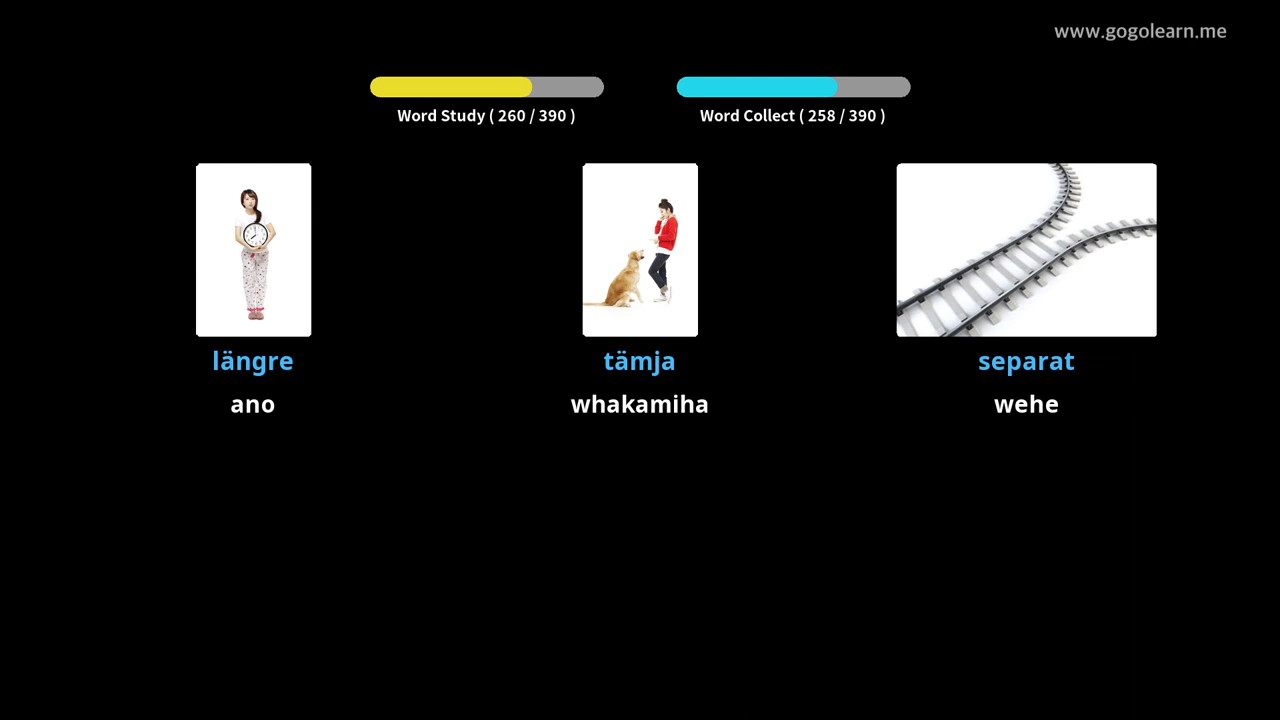 www.gogolearn.me
Word Study ( 260 / 390 )
Word Collect ( 258 / 390 )
längre
tämja
separat
ano
whakamiha
wehe